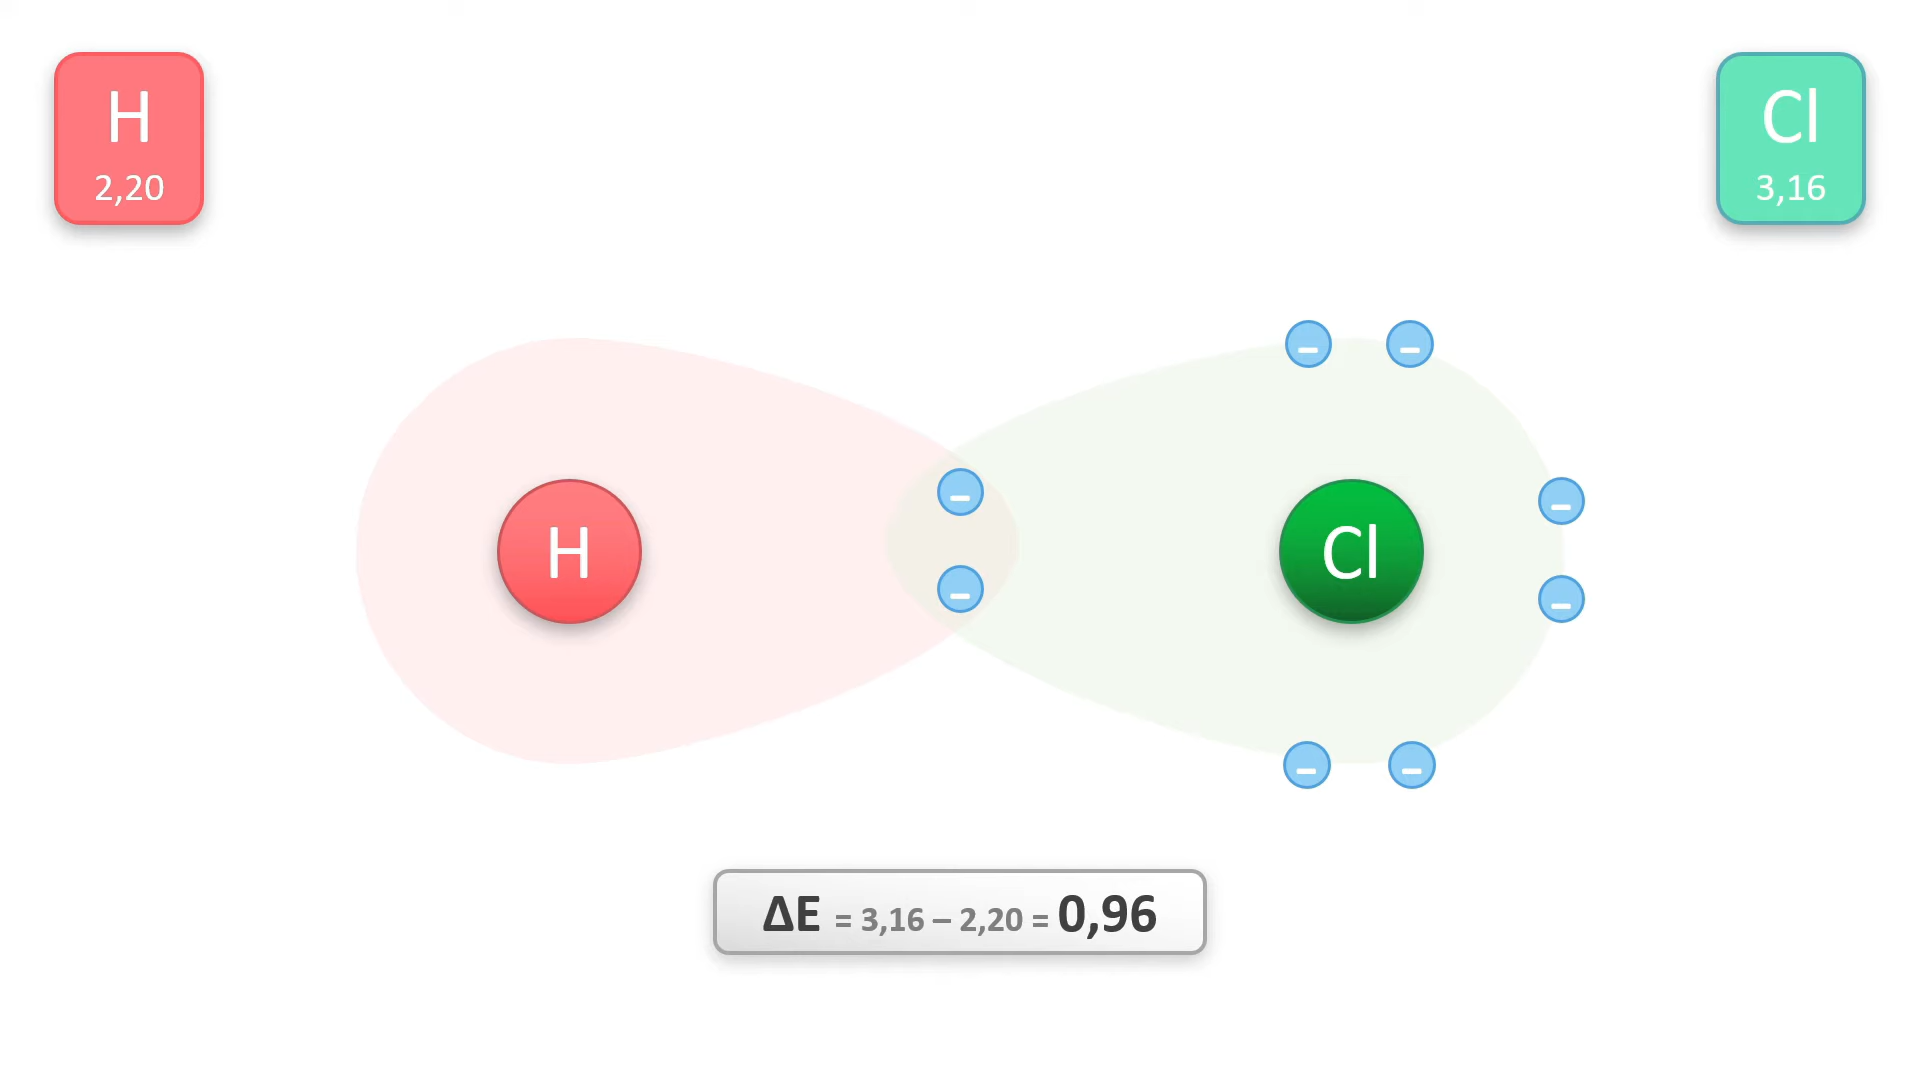 H
2,20
Cl
3,16
–
–
–
–
H
Cl
–
–
–
–
ΔE = 3,16 – 2,20 = 0,96